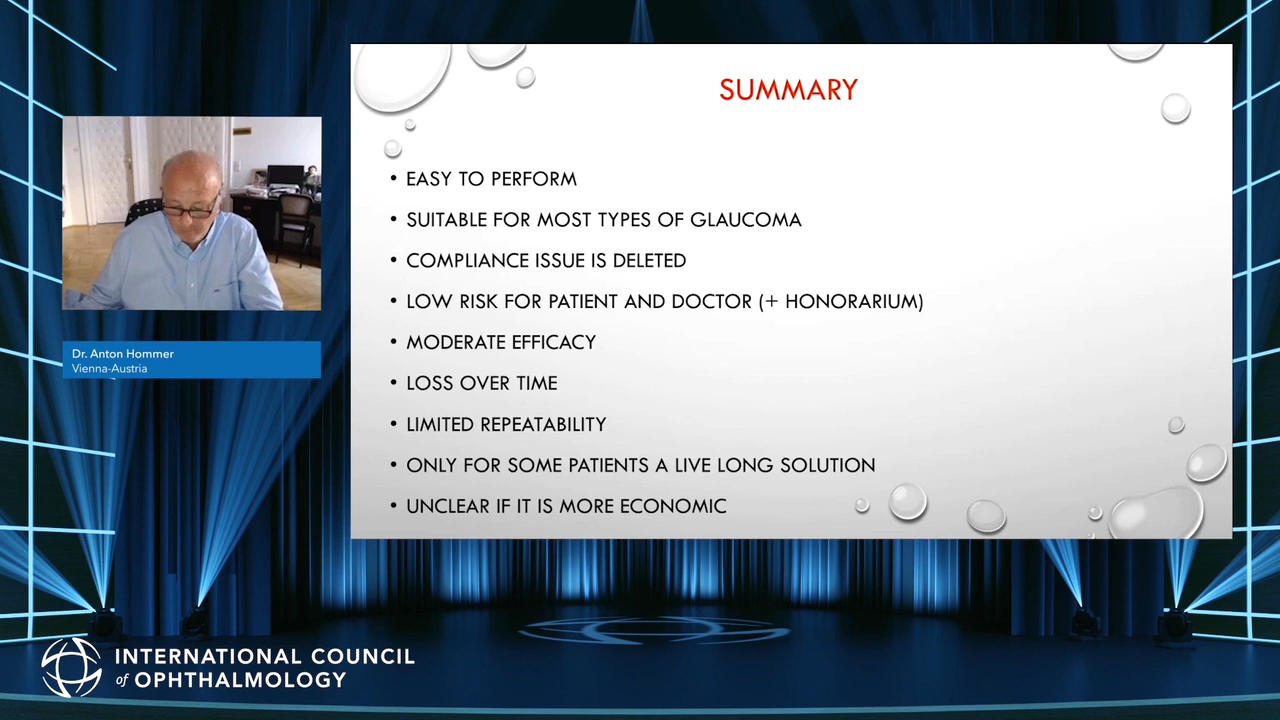 SUMMARY
• EASY TO PERFORM
• SUITABLE FOR MOST TYPES OF GLAUCOMA
• COMPLIANCE ISSUE IS DELETED
• LOW RISK FOR PATIENT AND DOCTOR (+ HONORARIUM)
• MODERATE EFFICACY
• LOSS OVER TIME
• LIMITED REPEATABILITY
• ONLY FOR SOME PATIENTS A LIVE LONG SOLUTION
• UNCLEAR IF IT IS MORE ECONOMIC
Dr. Anton Hommer
Vienna-Austria
INTERNATIONAL COUNCIL
of OPHTHALMOLOGY